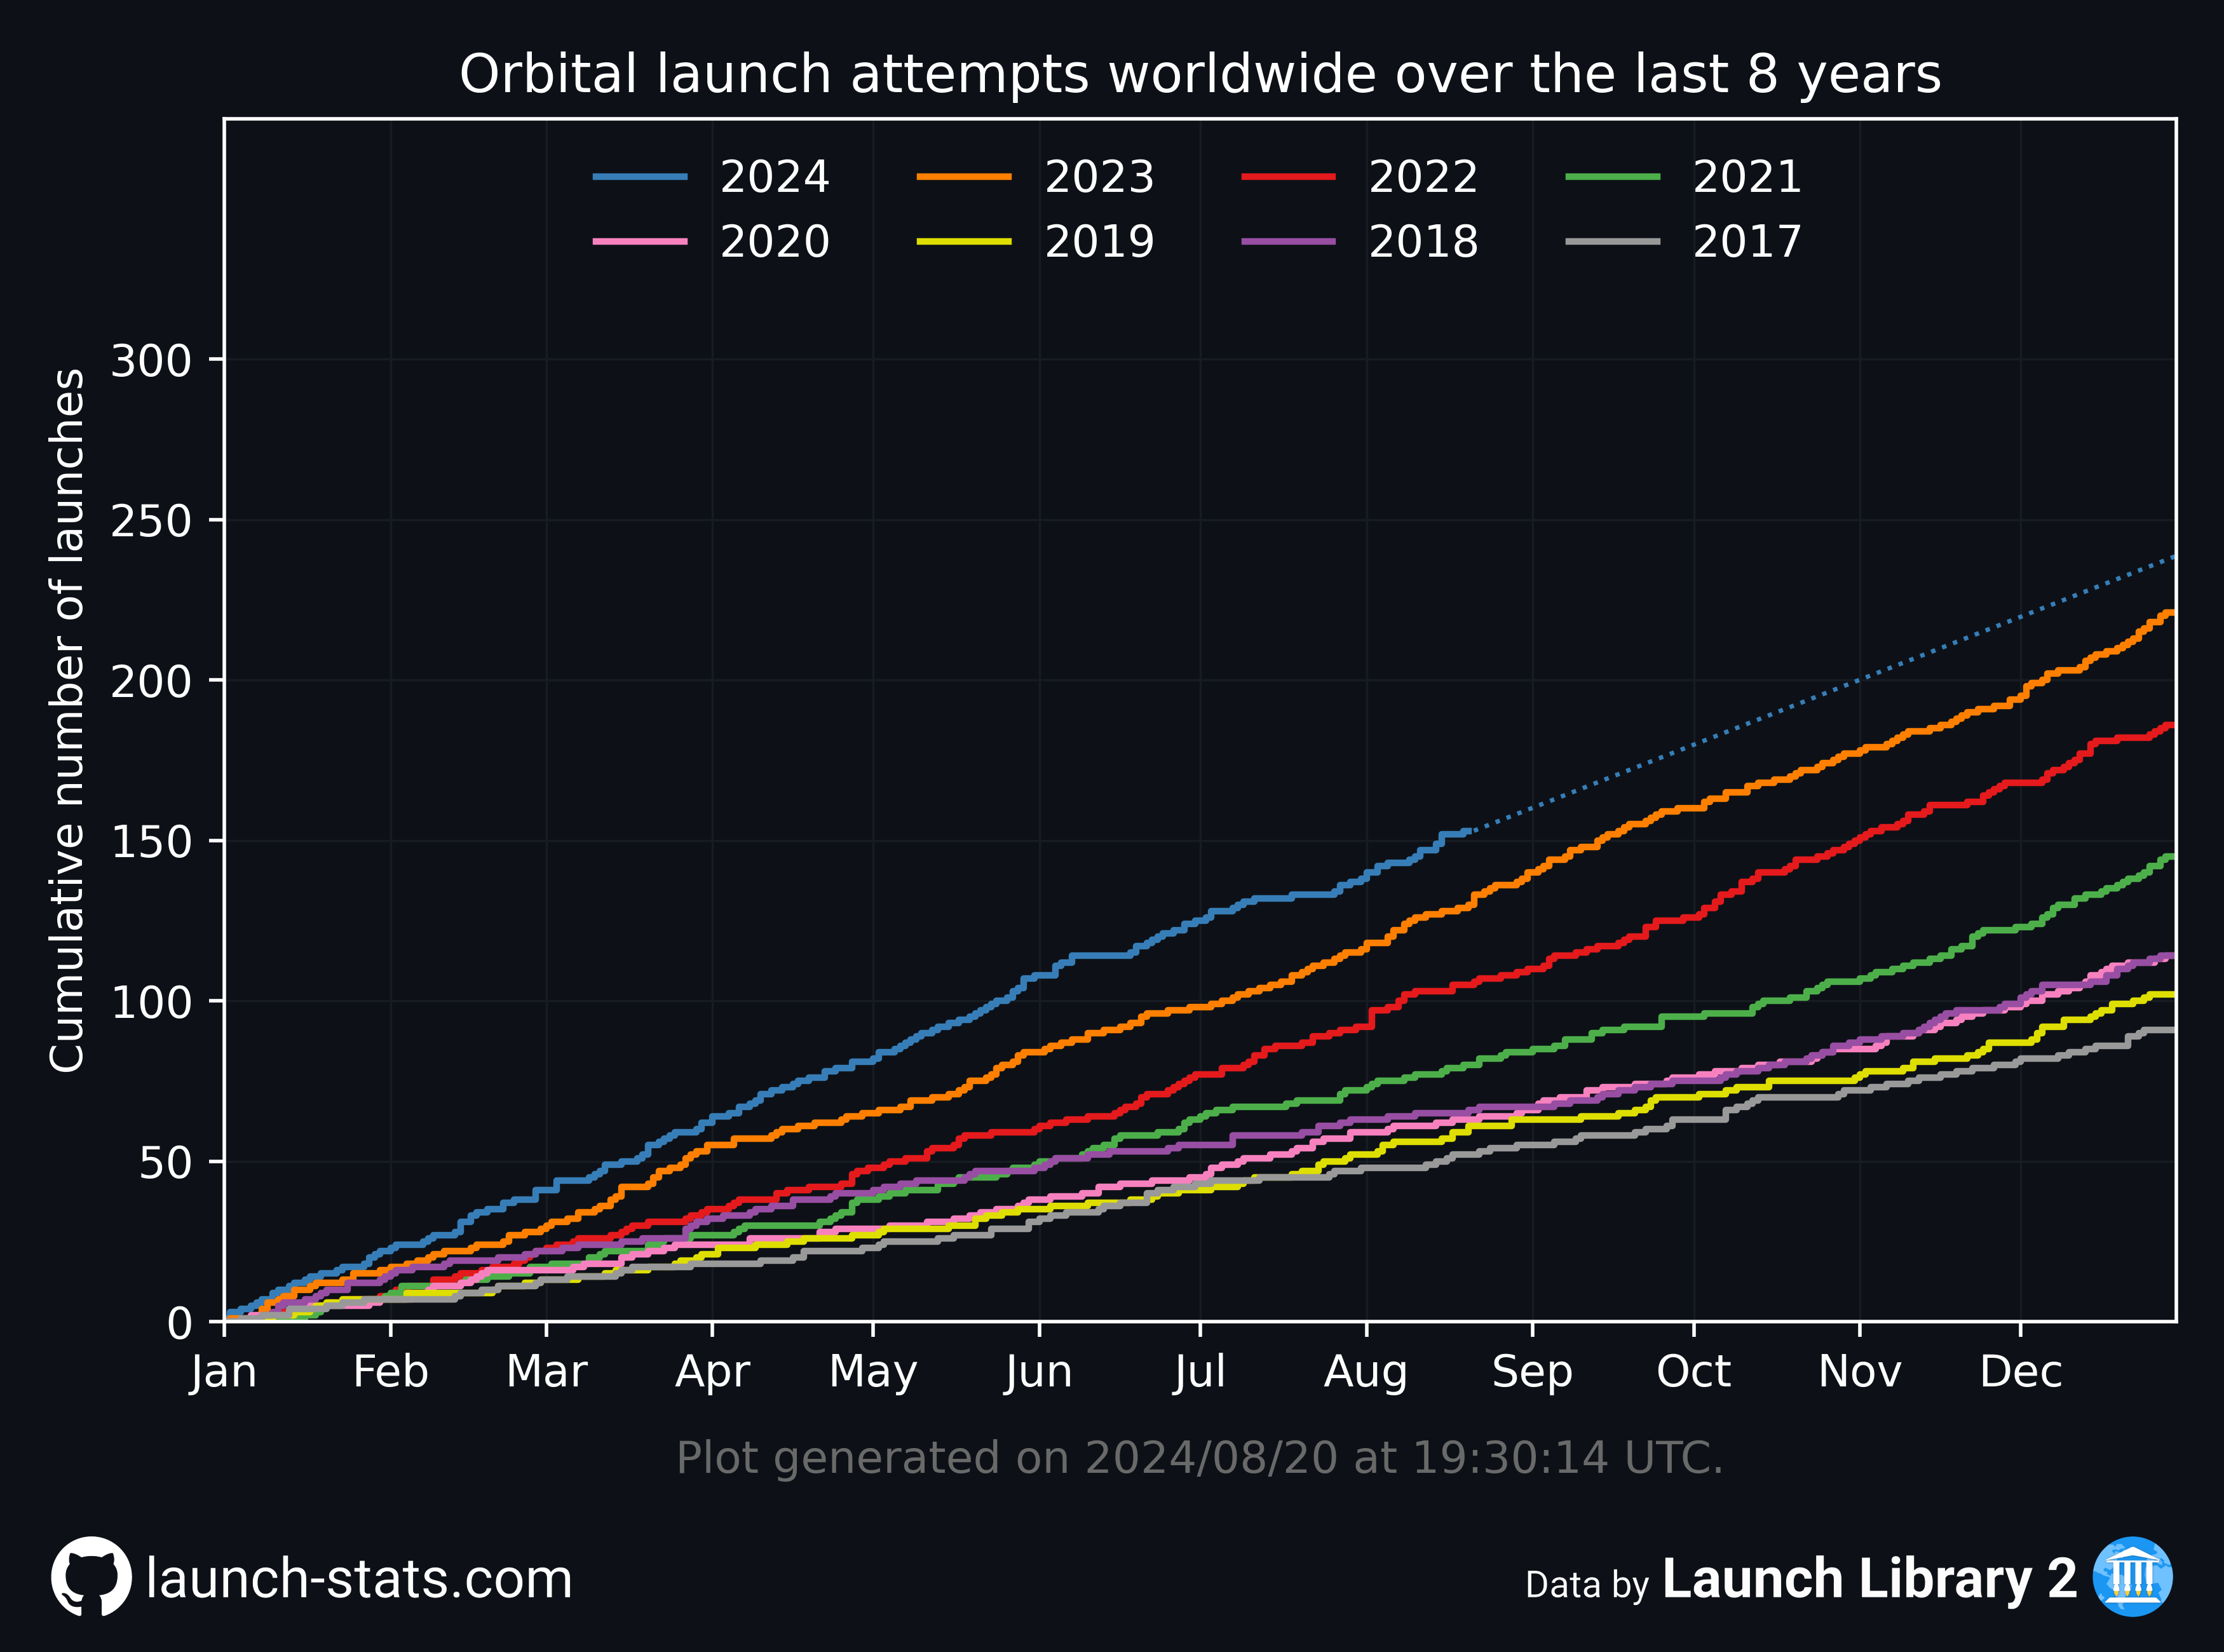 Orbital launch attempts worldwide over the last 8 years
2024 2023 2022 2021
2020 2019 2018 2017
Cumulative number of launches
300
250
200
150
100
50
0
Jan Feb Mar Apr May Jun Jul Aug Sep Oct Nov Dec
Plot generated on 2024/08/20 at 19:30:14 UTC.
launch-stats.com
Data by Launch Library 2